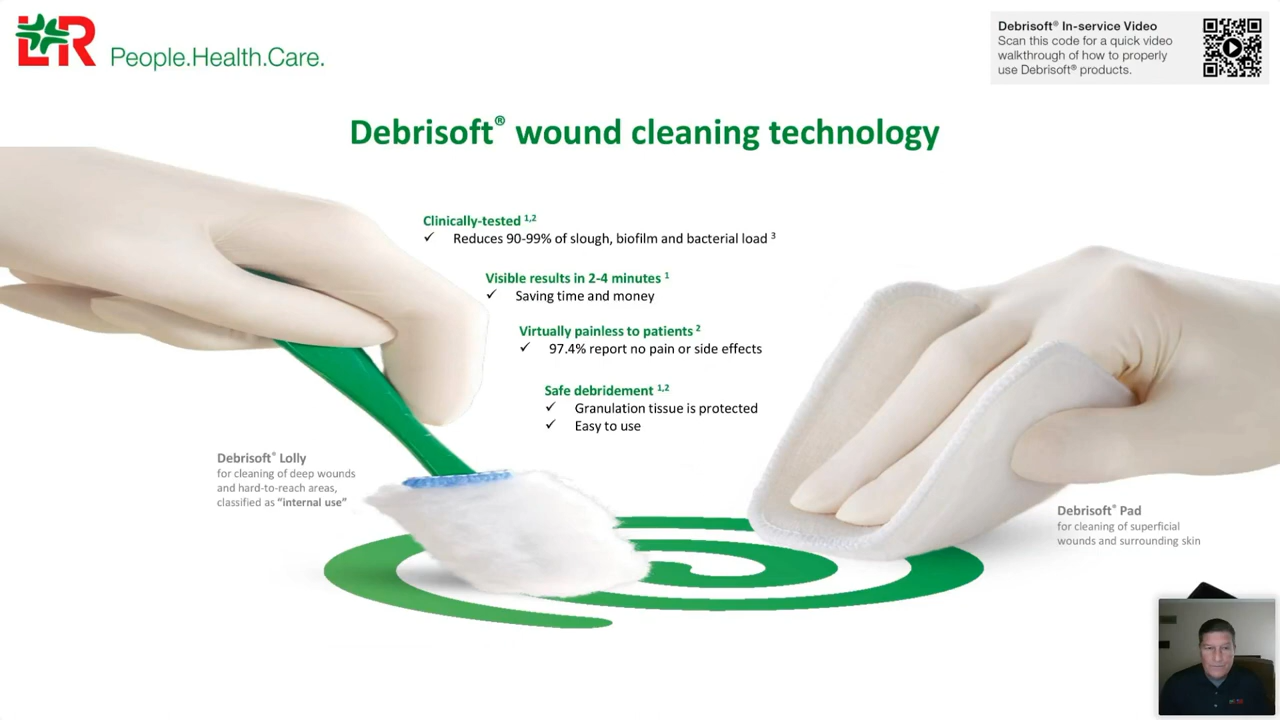 L&R People.Health.Care.
Debrisoft® In-service Video
Scan this code for a quick video
walkthrough of how to properly
use Debrisoft® products.
Debrisoft® wound cleaning technology
Clinically-tested 1,2
✓ Reduces 90-99% of slough, biofilm and bacterial load 3
Visible results in 2-4 minutes 1
✓ Saving time and money
Virtually painless to patients 2
✓ 97.4% report no pain or side effects
Safe debridement 1,2
✓ Granulation tissue is protected
✓ Easy to use
Debrisoft® Lolly
for cleaning of deep wounds
and hard-to-reach areas,
classified as “internal use”
Debrisoft® Pad
for cleaning of superficial
wounds and surrounding skin